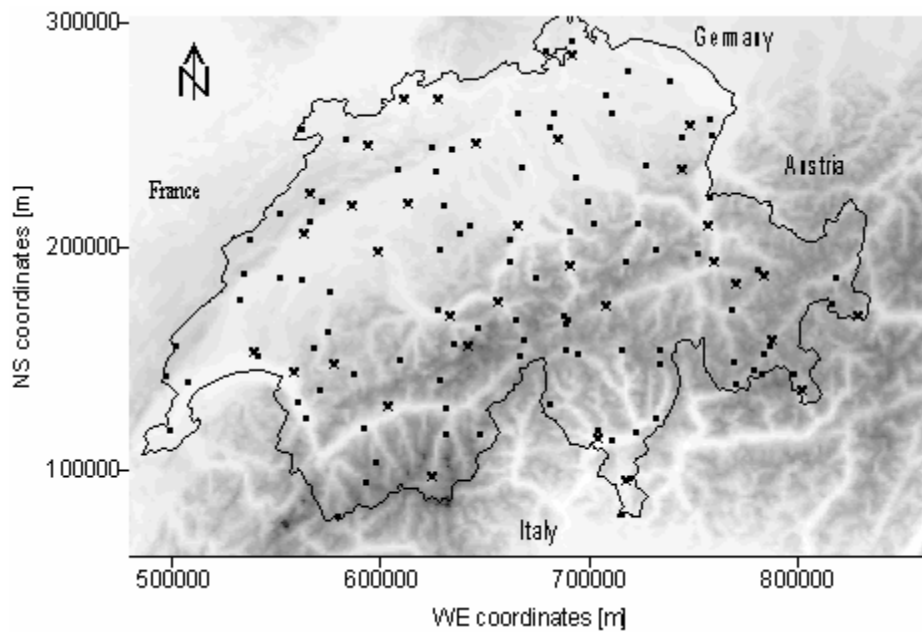 300000
Germany
N
Austria
France
200000
NS coordinates [m]
100000
Italy
500000 600000 700000 800000
WE coordinates [m]